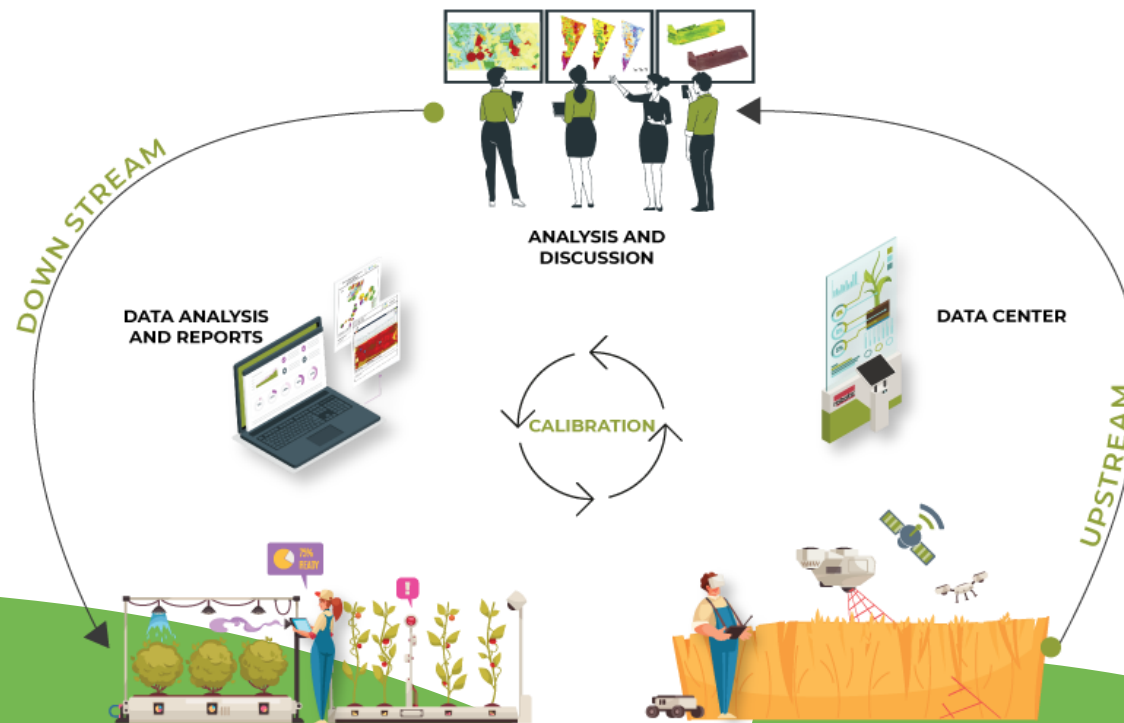 ANALYSIS AND
DISCUSSION
DOWN STREAM
DATA ANALYSIS
AND REPORTS
DATA CENTER
CALIBRATION
UPSTREAM
75%
READY
!